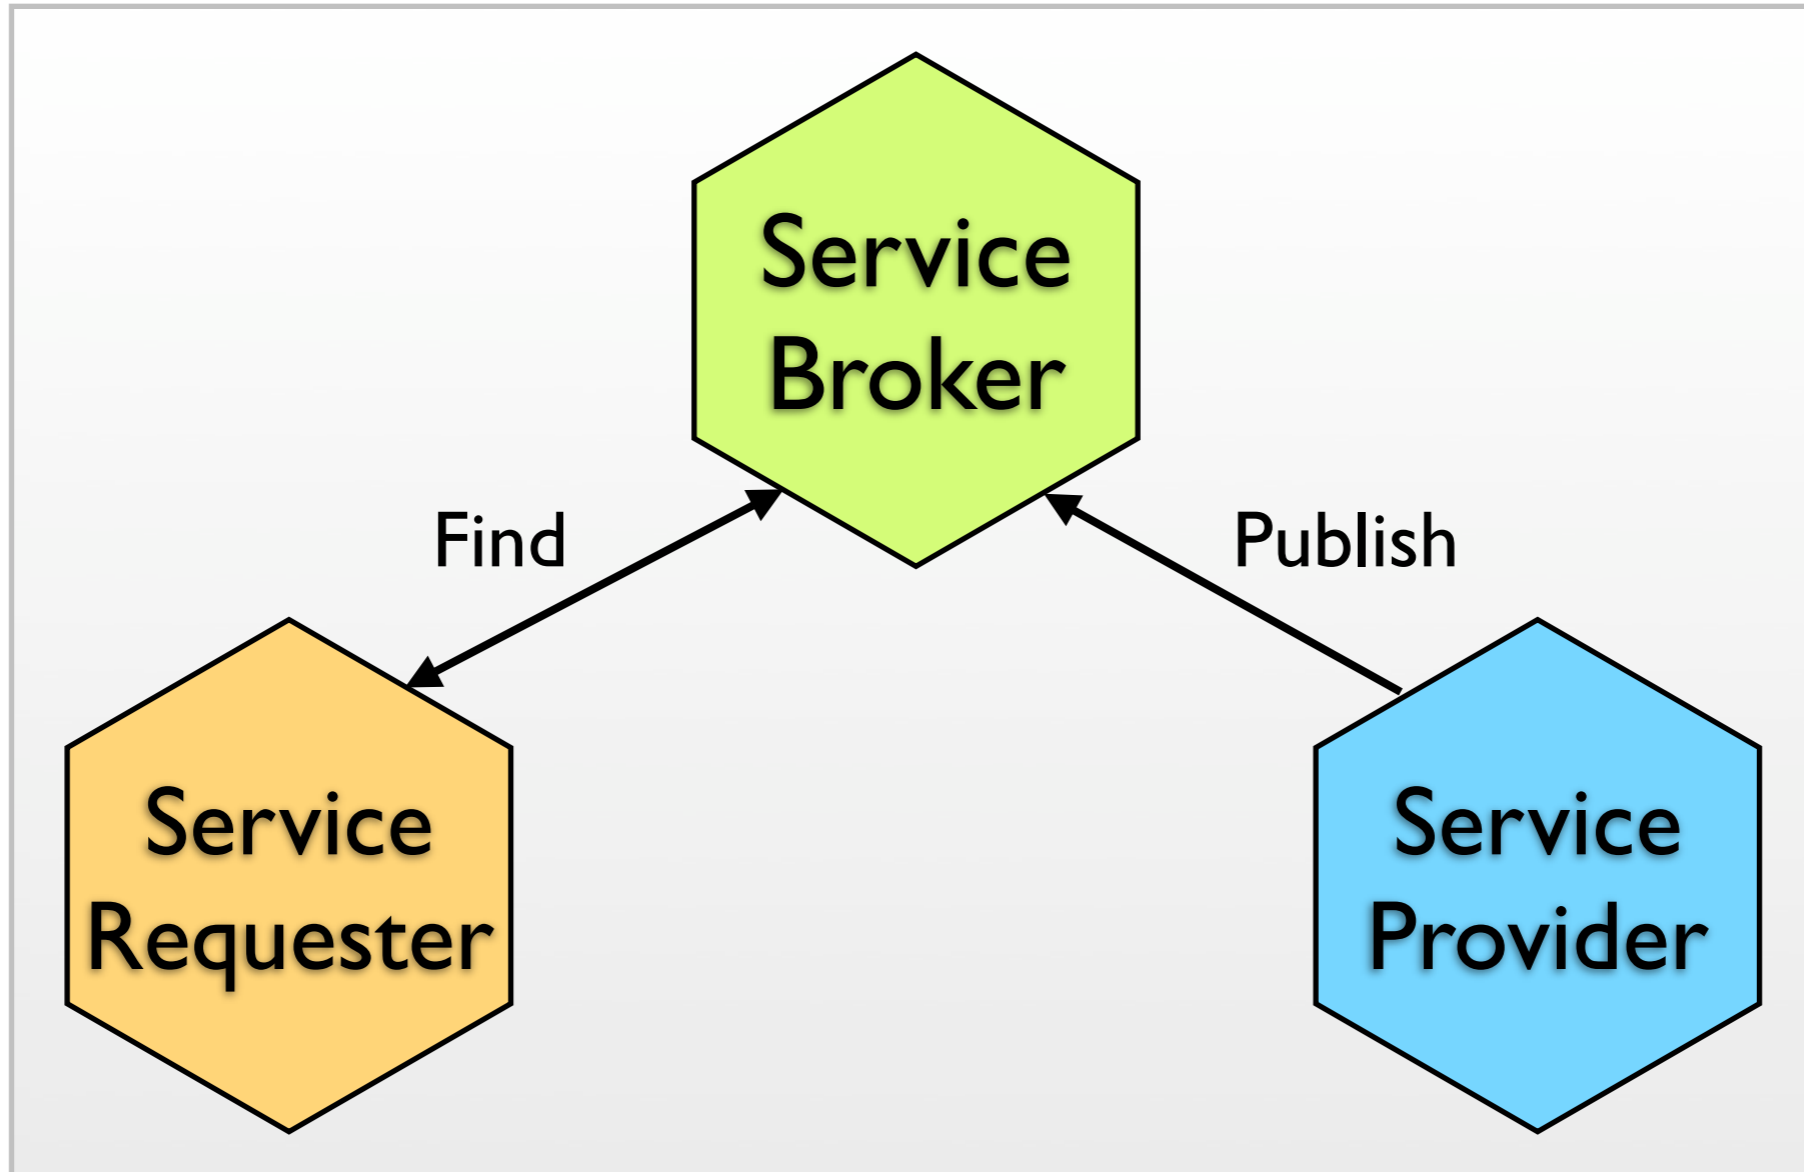 Service
Broker
Find
Publish
Service
Requester
Service
Provider